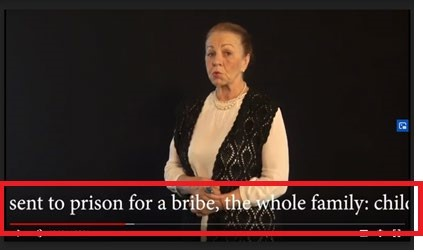 sent to prison for a bribe, the whole family: